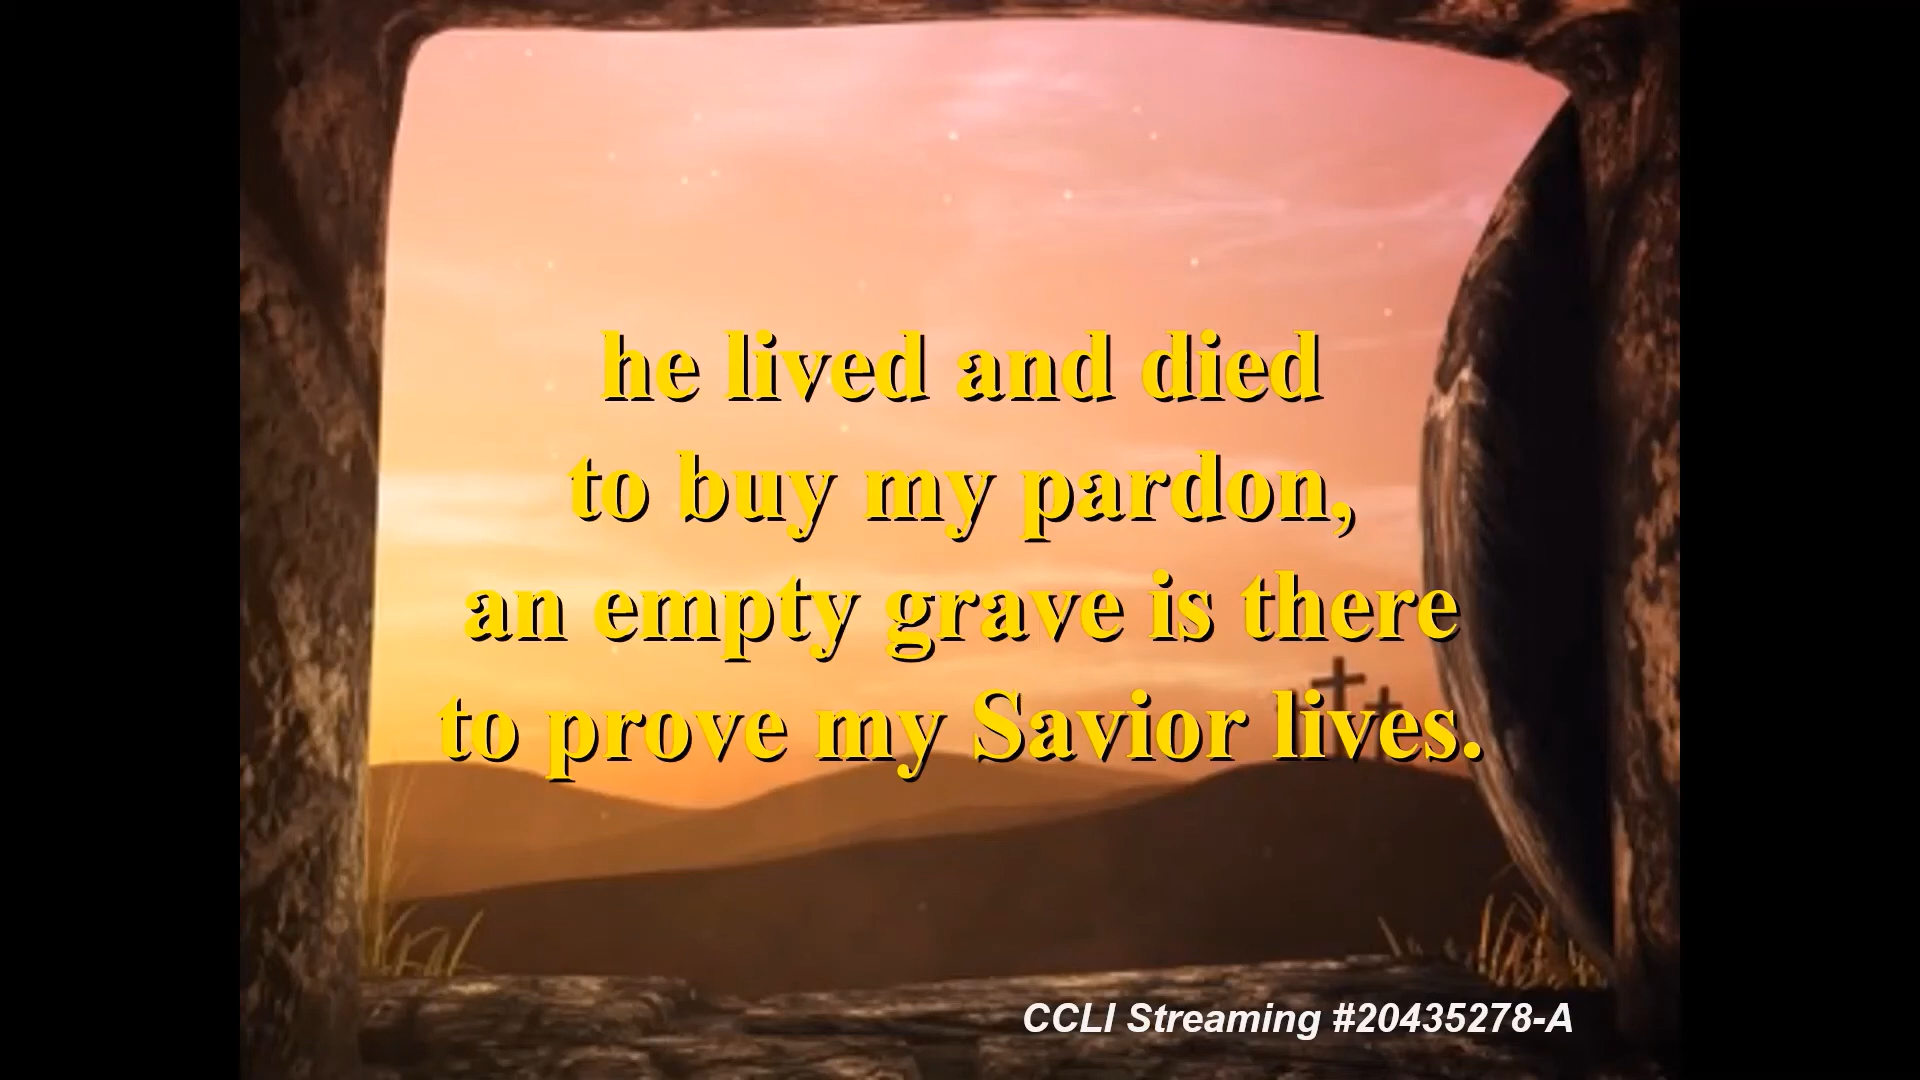 he lived and died
to buy my pardon,
an empty grave is there
to prove my Savior lives.
CCLI Streaming #20435278-A